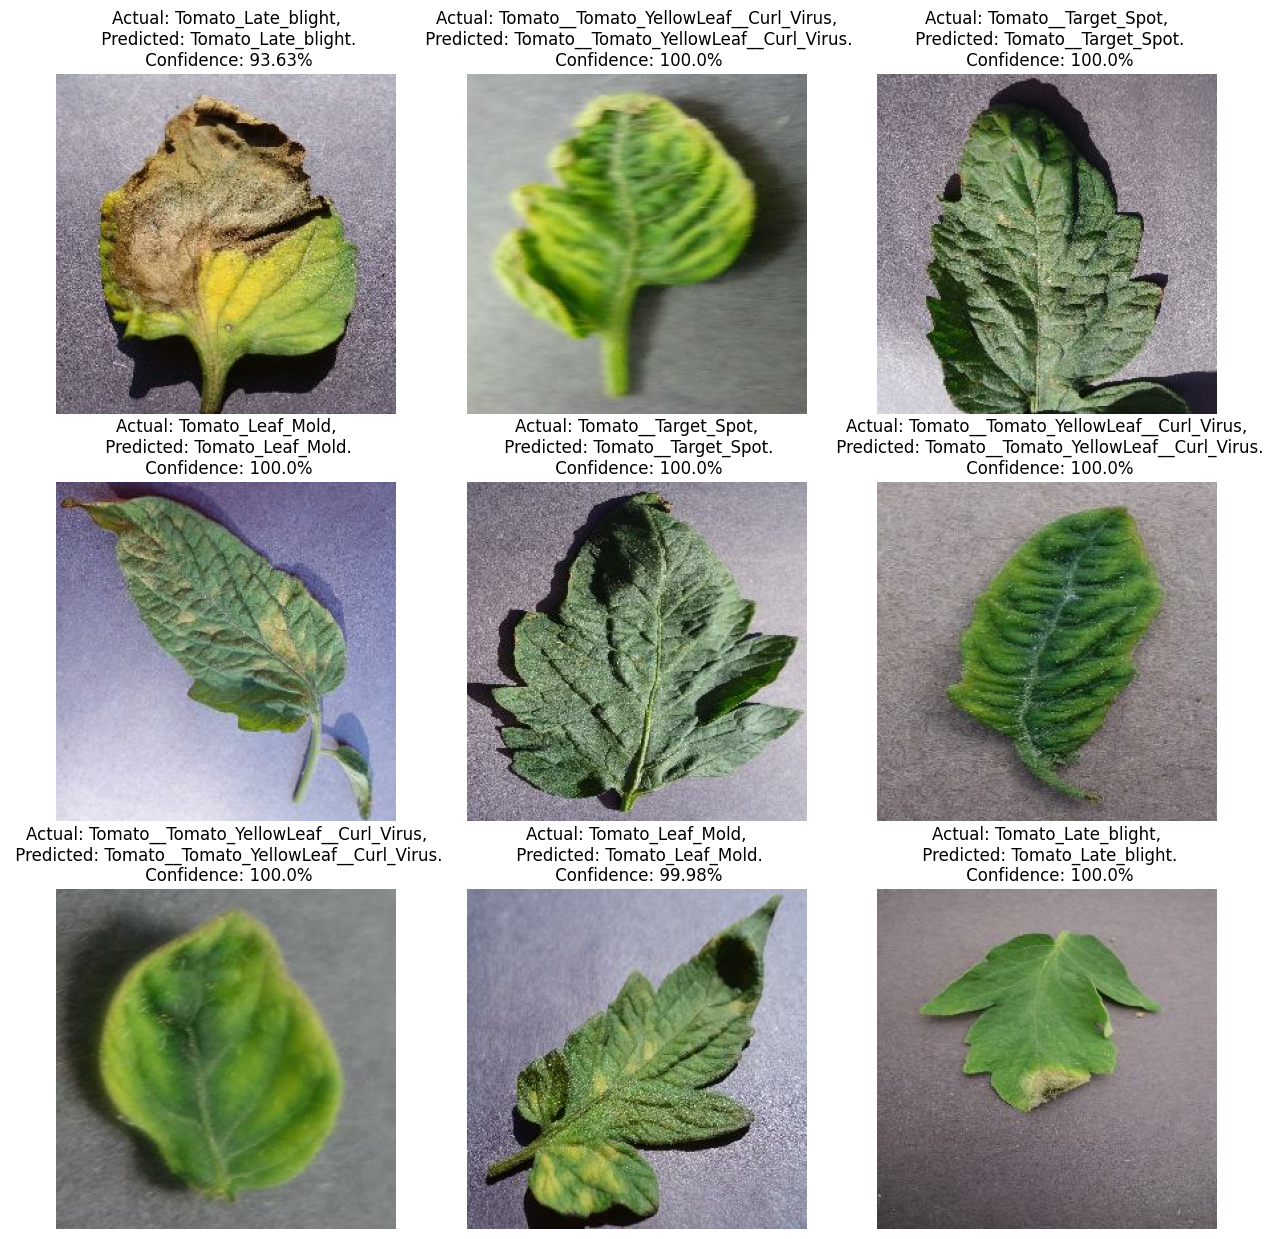 Actual: Tomato_Late_blight,
Predicted: Tomato_Late_blight.
Confidence: 93.63%
Actual: Tomato__Tomato_YellowLeaf__Curl_Virus,
Predicted: Tomato__Tomato_YellowLeaf__Curl_Virus.
Confidence: 100.0%
Actual: Tomato__Target_Spot,
Predicted: Tomato__Target_Spot.
Confidence: 100.0%
Actual: Tomato_Leaf_Mold,
Predicted: Tomato_Leaf_Mold.
Confidence: 100.0%
Actual: Tomato__Target_Spot,
Predicted: Tomato__Target_Spot.
Confidence: 100.0%
Actual: Tomato__Tomato_YellowLeaf__Curl_Virus,
Predicted: Tomato__Tomato_YellowLeaf__Curl_Virus.
Confidence: 100.0%
Actual: Tomato__Tomato_YellowLeaf__Curl_Virus,
Predicted: Tomato__Tomato_YellowLeaf__Curl_Virus.
Confidence: 100.0%
Actual: Tomato_Leaf_Mold,
Predicted: Tomato_Leaf_Mold.
Confidence: 99.98%
Actual: Tomato_Late_blight,
Predicted: Tomato_Late_blight.
Confidence: 100.0%